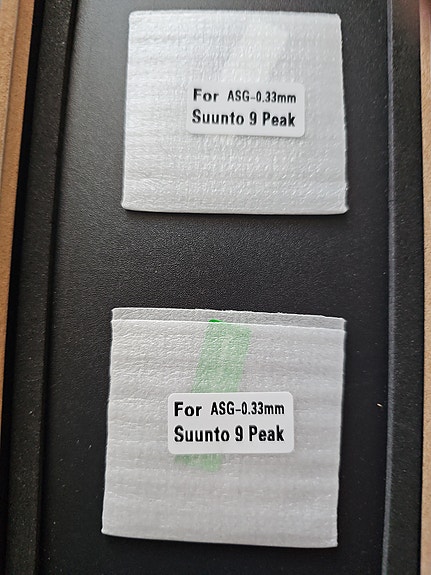 For ASG-0.33mm
Suunto 9 Peak
For ASG-0.33mm
Suunto 9 Peak